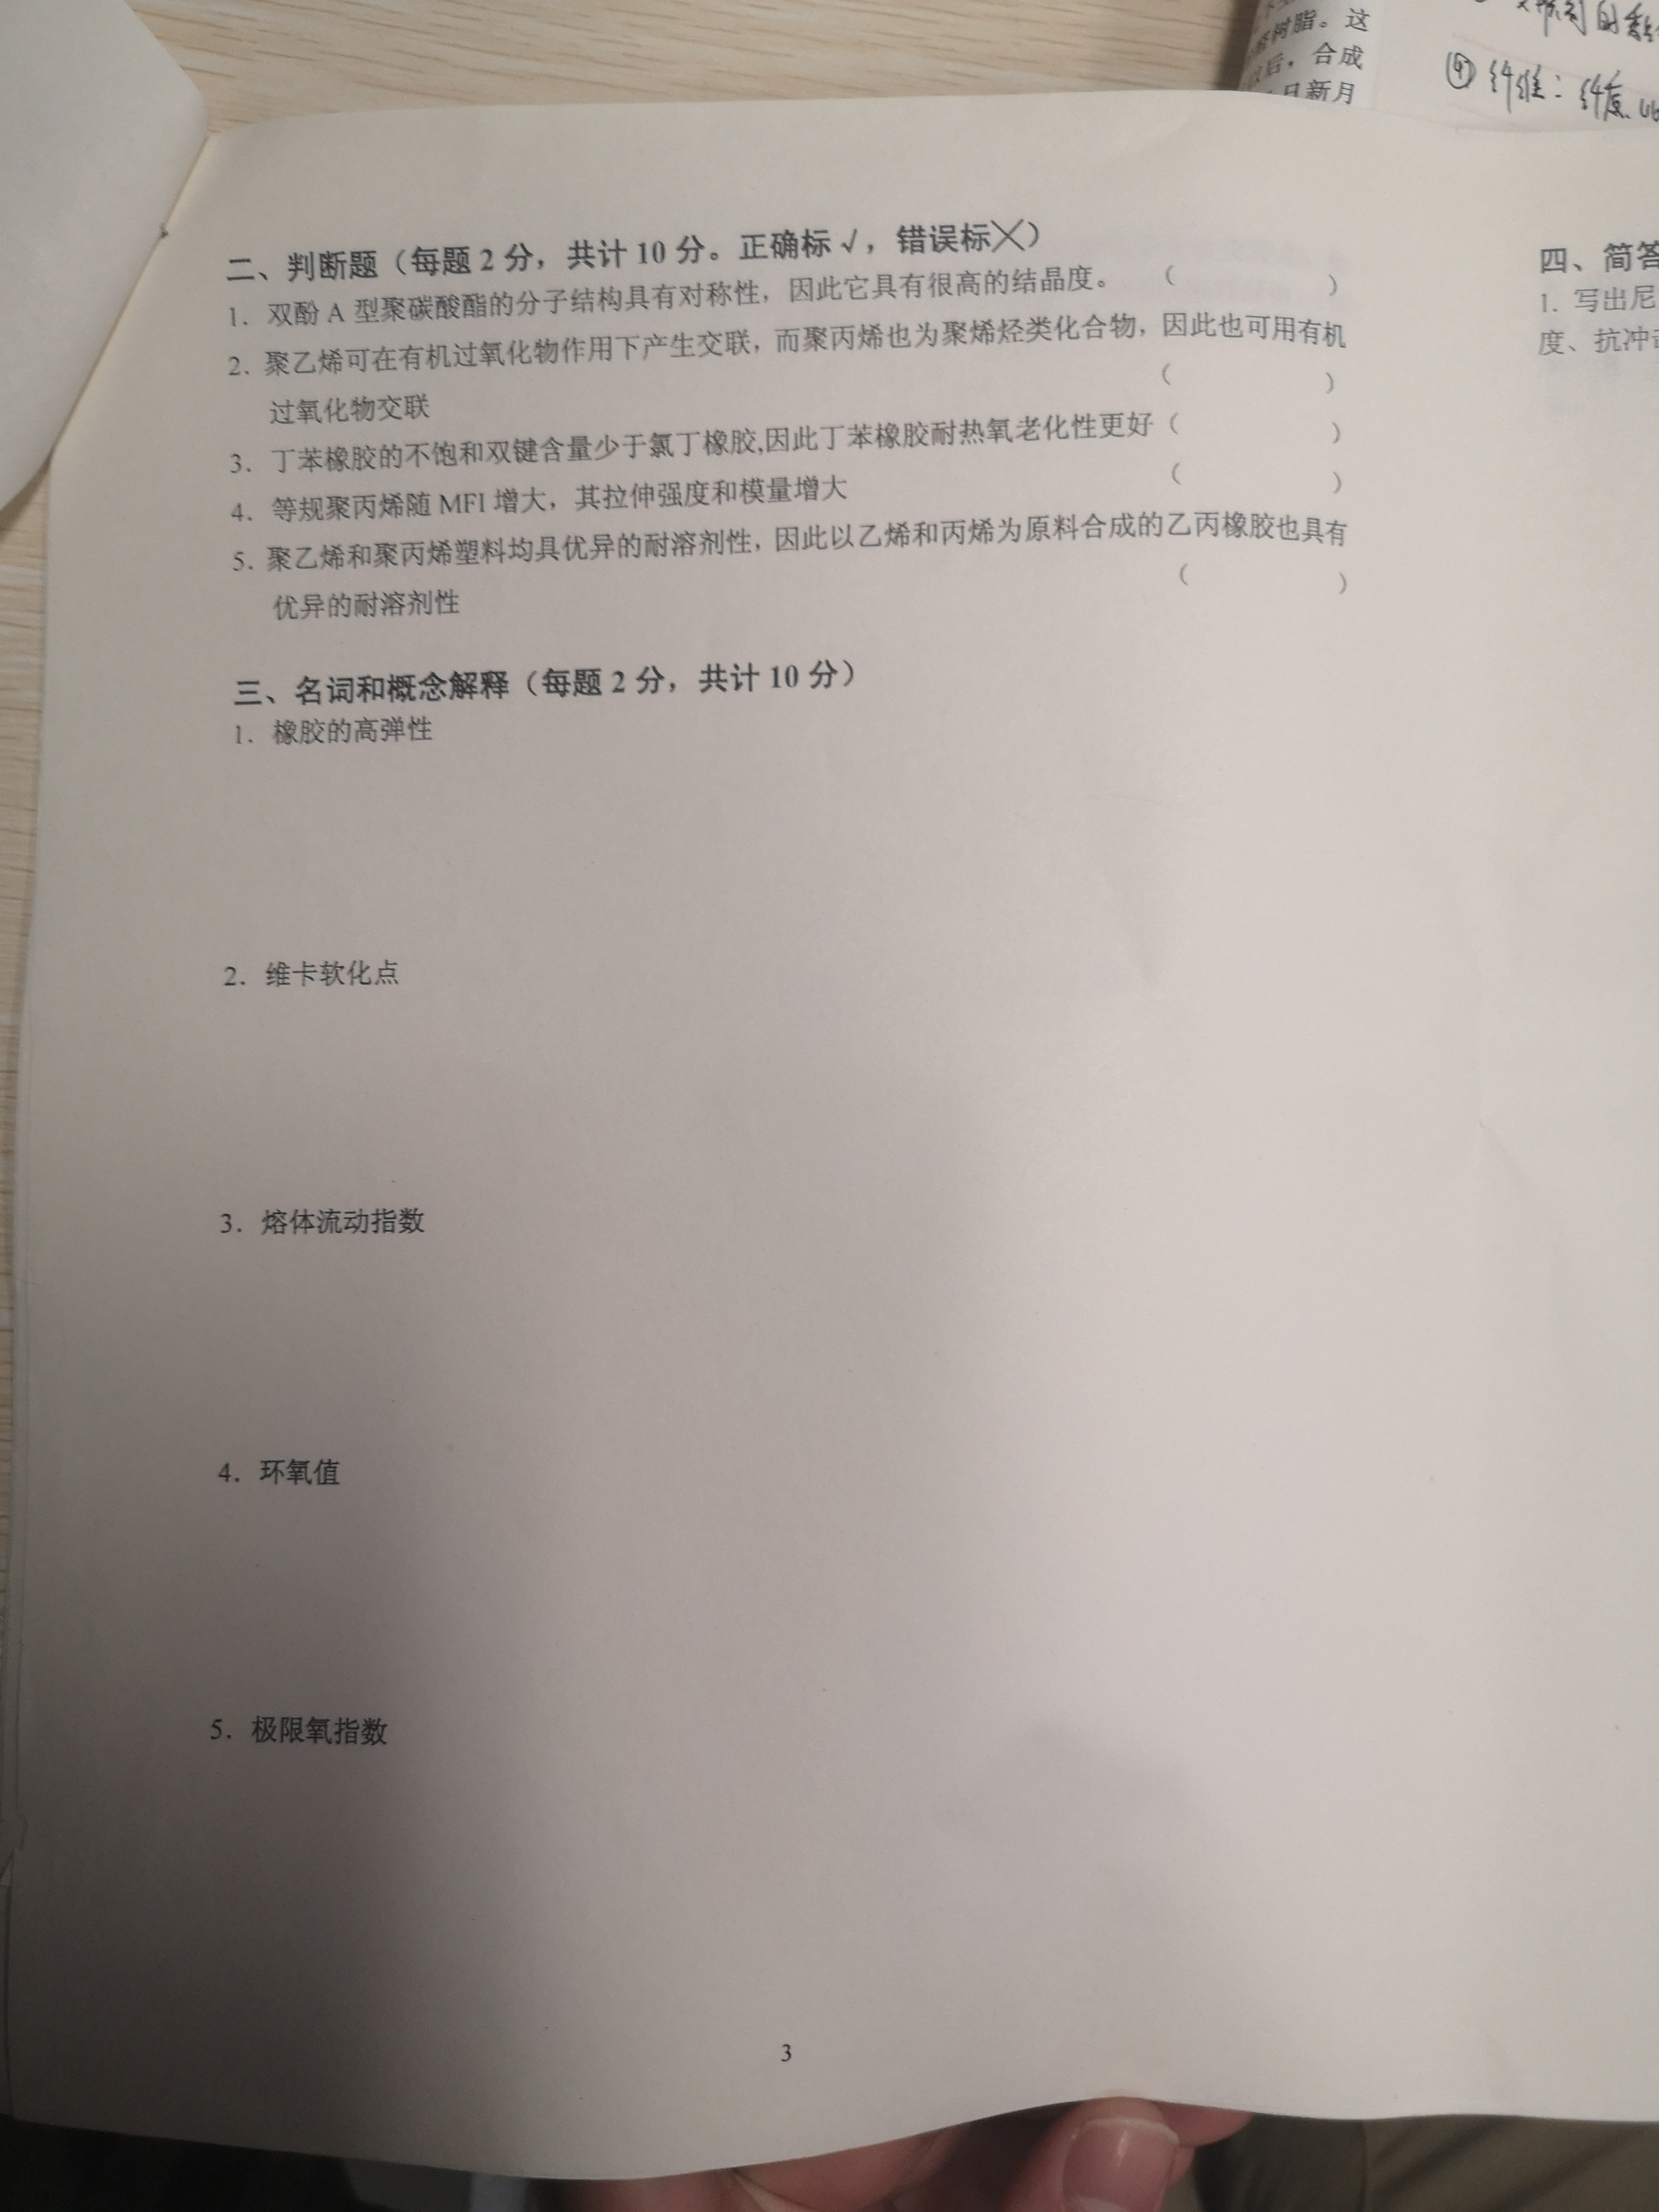 树脂。这
后，合成
日新月
④纤维：纤度
二、判断题（每题 2 分，共计 10 分。正确标 √，错误标╳）
1. 双酚 A 型聚碳酸酯的分子结构具有对称性，因此它具有很高的结晶度。（ ）
2. 聚乙烯可在有机过氧化物作用下产生交联，而聚丙烯也为聚烯烃类化合物，因此也可用有机
过氧化物交联（ ）
3. 丁苯橡胶的不饱和双键含量少于氯丁橡胶,因此丁苯橡胶耐热氧老化性更好（ ）
4. 等规聚丙烯随 MFI 增大，其拉伸强度和模量增大（ ）
5. 聚乙烯和聚丙烯塑料均具优异的耐溶剂性，因此以乙烯和丙烯为原料合成的乙丙橡胶也具有
优异的耐溶剂性（ ）
三、名词和概念解释（每题 2 分，共计 10 分）
1. 橡胶的高弹性
2. 维卡软化点
3. 熔体流动指数
4. 环氧值
5. 极限氧指数
3
四、简答
1. 写出尼
度、抗冲